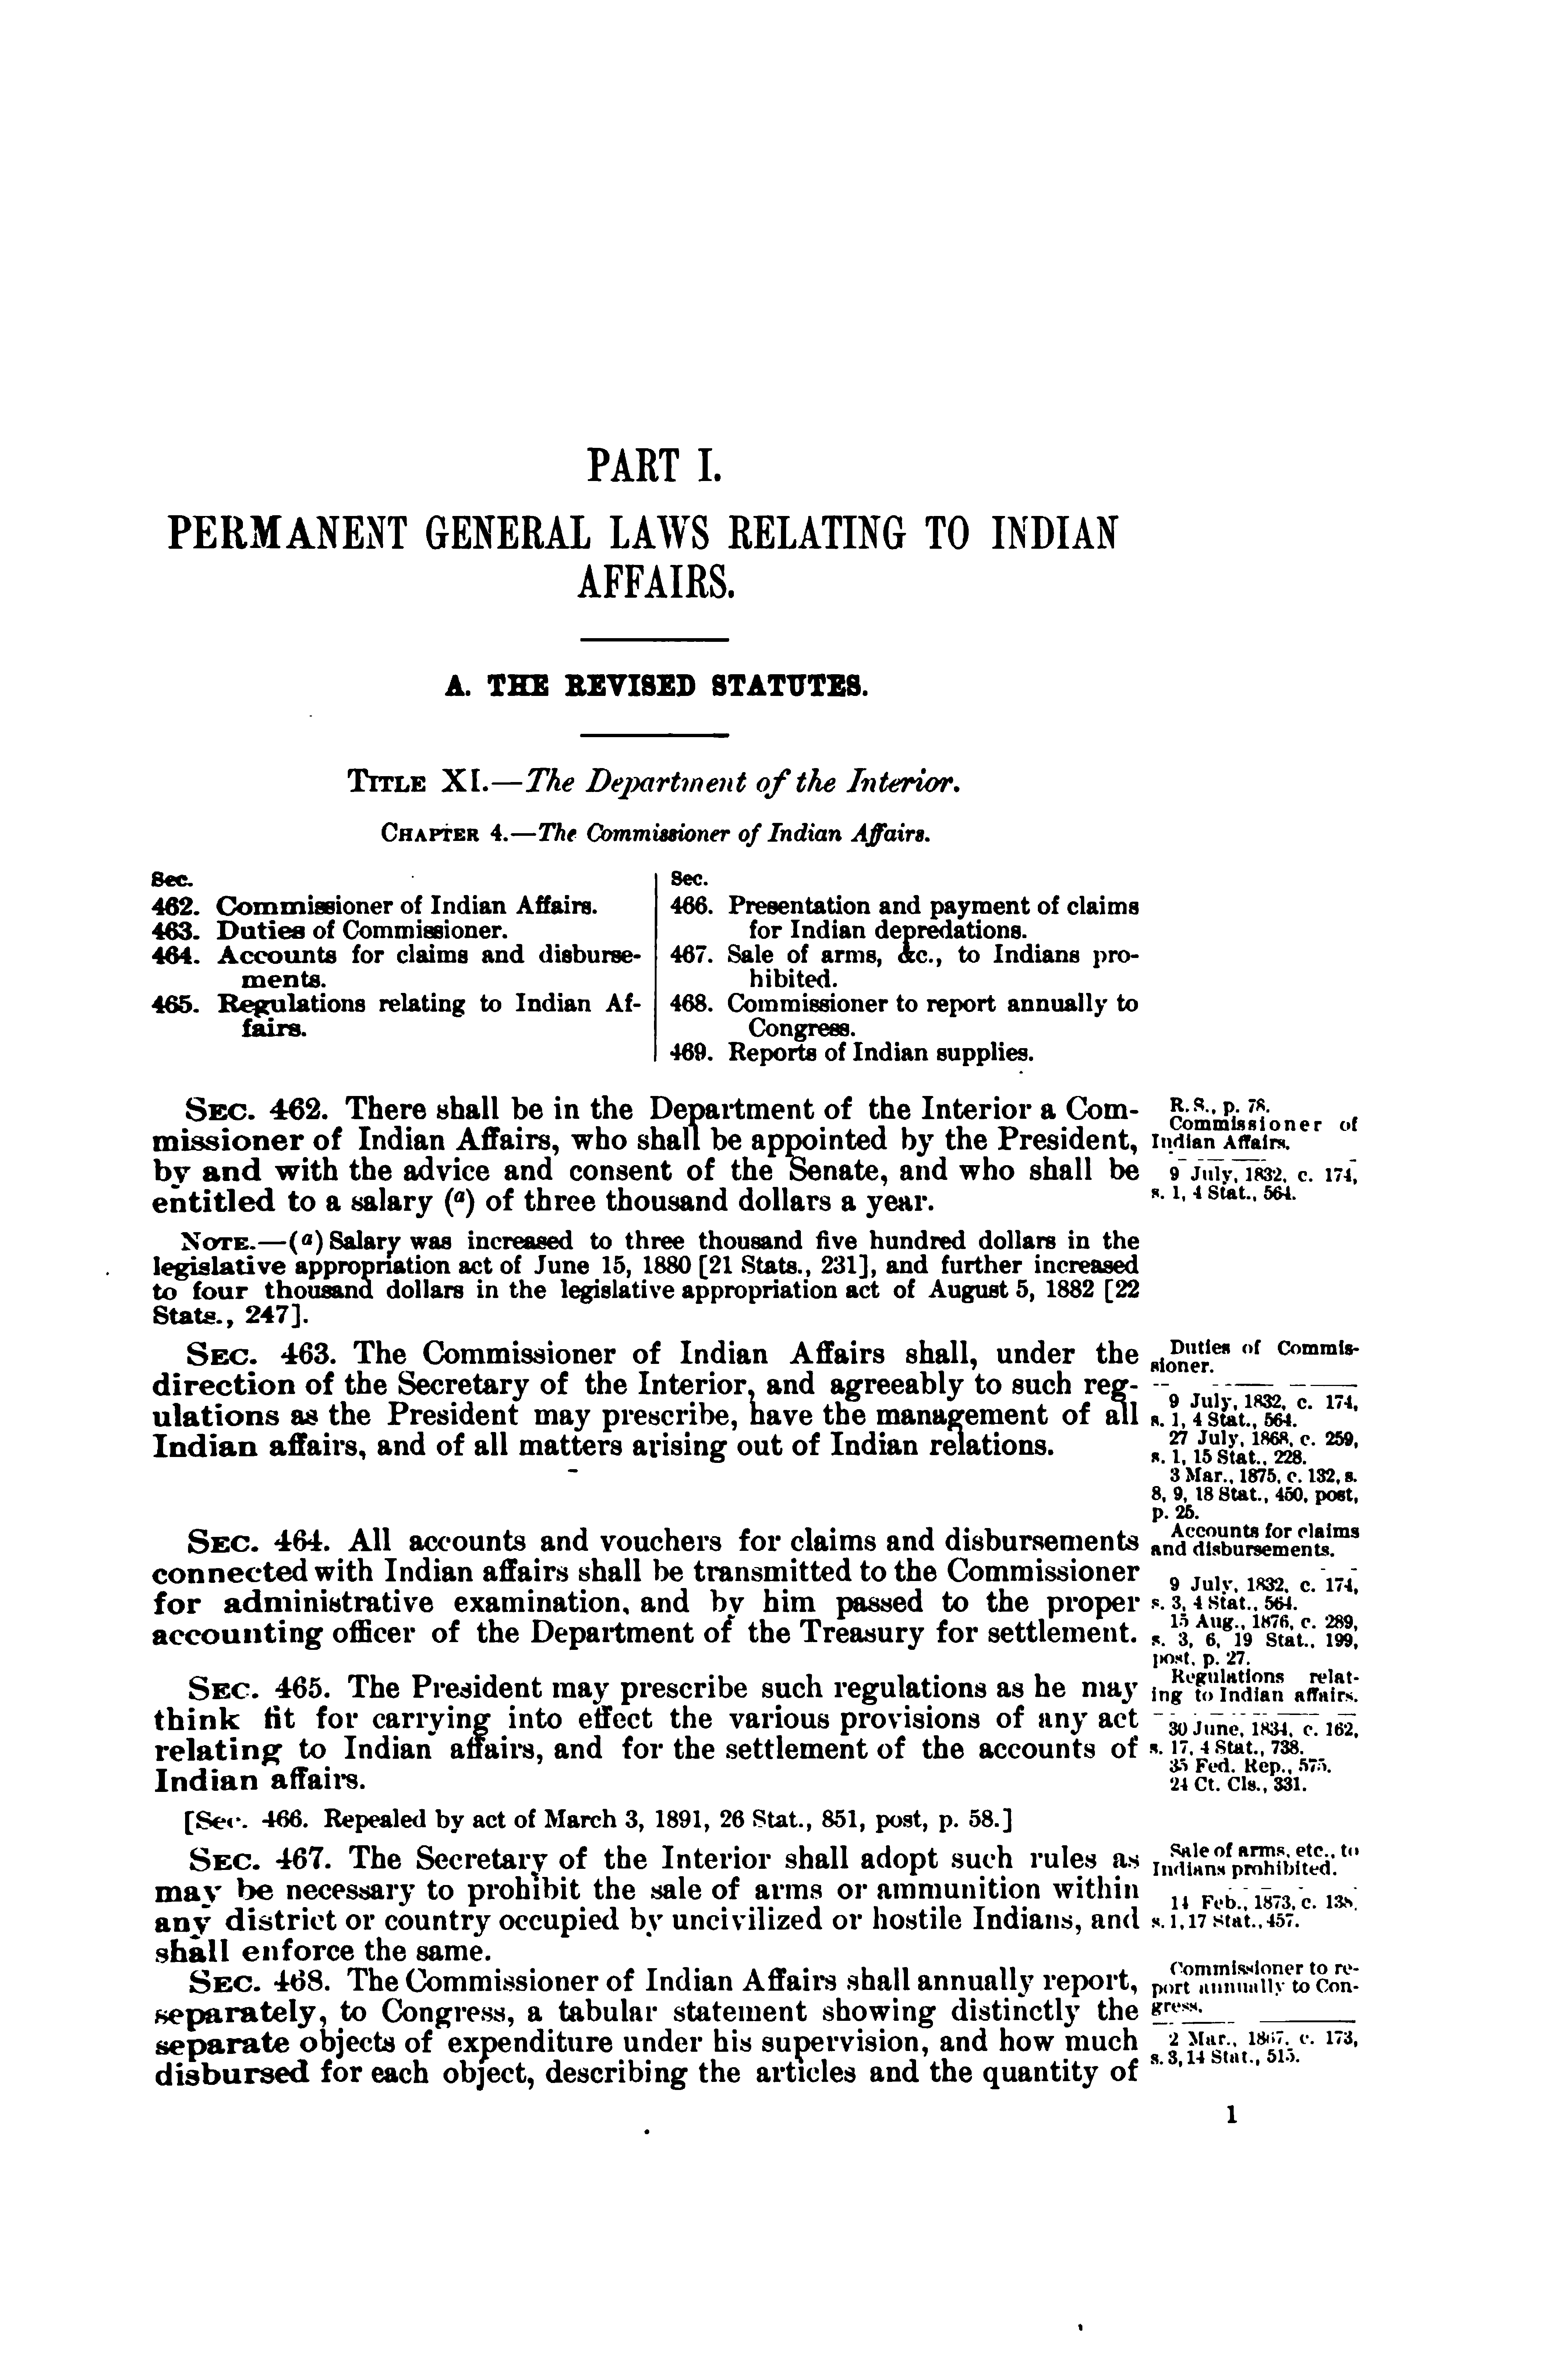 PART I.
PERMANENT GENERAL LAWS RELATING TO INDIAN
AFFAIRS.
A. THE REVISED STATUTES.
TITLE XI.—The Department of the Interior.
CHAPTER 4.—The Commissioner of Indian Affairs.
Sec.
462. Commissioner of Indian Affairs.
463. Duties of Commissioner.
464. Accounts for claims and disburse-
ments.
465. Regulations relating to Indian Af-
fairs.
Sec.
466. Presentation and payment of claims
for Indian depredations.
467. Sale of arms, &c., to Indians pro-
hibited.
468. Commissioner to report annually to
Congress.
469. Reports of Indian supplies.
SEC. 462. There shall be in the Department of the Interior a Com-
missioner of Indian Affairs, who shall be appointed by the President,
by and with the advice and consent of the Senate, and who shall be
entitled to a salary (a) of three thousand dollars a year.
R. S., p. 78.
Commissioner of
Indian Affairs.
9 July, 1832, c. 174,
s. 1, 4 Stat., 564.
NOTE.—(a) Salary was increased to three thousand five hundred dollars in the
legislative appropriation act of June 15, 1880 [21 Stats., 231], and further increased
to four thousand dollars in the legislative appropriation act of August 5, 1882 [22
Stats., 247].
SEC. 463. The Commissioner of Indian Affairs shall, under the
direction of the Secretary of the Interior, and agreeably to such reg-
ulations as the President may prescribe, have the management of all
Indian affairs, and of all matters arising out of Indian relations.
Duties of Commis-
sioner.
9 July, 1832, c. 174,
s. 1, 4 Stat., 564.
27 July, 1868, c. 259,
s. 1, 15 Stat., 228.
3 Mar., 1875, c. 132, s.
8, 9, 18 Stat., 450, post,
p. 25.
SEC. 464. All accounts and vouchers for claims and disbursements
connected with Indian affairs shall be transmitted to the Commissioner
for administrative examination, and by him passed to the proper
accounting officer of the Department of the Treasury for settlement.
Accounts for claims
and disbursements.
9 July, 1832, c. 174,
s. 3, 4 Stat., 564.
15 Aug., 1876, c. 289,
s. 3, 6, 19 Stat., 199,
post, p. 27.
SEC. 465. The President may prescribe such regulations as he may
think fit for carrying into effect the various provisions of any act
relating to Indian affairs, and for the settlement of the accounts of
Indian affairs.
Regulations relat-
ing to Indian affairs.
30 June, 1834, c. 162,
s. 17, 4 Stat., 738.
35 Fed. Rep., 575.
24 Ct. Cls., 331.
[Sec. 466. Repealed by act of March 3, 1891, 26 Stat., 851, post, p. 58.]
SEC. 467. The Secretary of the Interior shall adopt such rules as
may be necessary to prohibit the sale of arms or ammunition within
any district or country occupied by uncivilized or hostile Indians, and
shall enforce the same.
Sale of arms, etc., to
Indians prohibited.
14 Feb., 1873, c. 138,
s. 1, 17 Stat., 457.
SEC. 468. The Commissioner of Indian Affairs shall annually report,
separately, to Congress, a tabular statement showing distinctly the
separate objects of expenditure under his supervision, and how much
disbursed for each object, describing the articles and the quantity of
Commissioner to re-
port annually to Con-
gress.
2 Mar., 1867, c. 173,
s. 3, 14 Stat., 515.
1